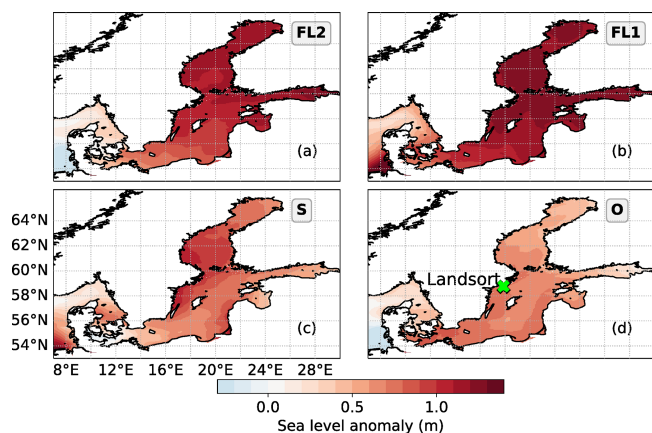 FL2
(a)
FL1
(b)
64°N
62°N
60°N
58°N
56°N
54°N
S
(c)
O
Landsort
(d)
8°E 12°E 16°E 20°E 24°E 28°E
0.0 0.5 1.0
Sea level anomaly (m)